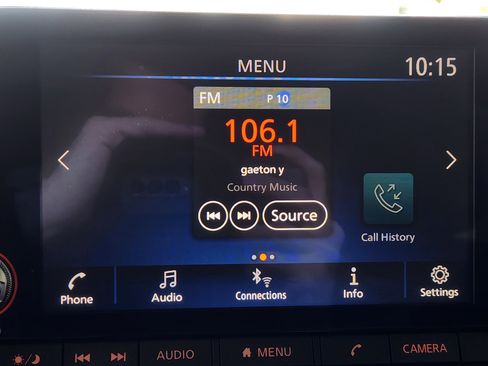 MENU
10:15
FM
P 10
106.1
FM
gaeton y
Country Music
Source
Call History
Phone
Audio
Connections
Info
Settings
AUDIO
MENU
CAMERA